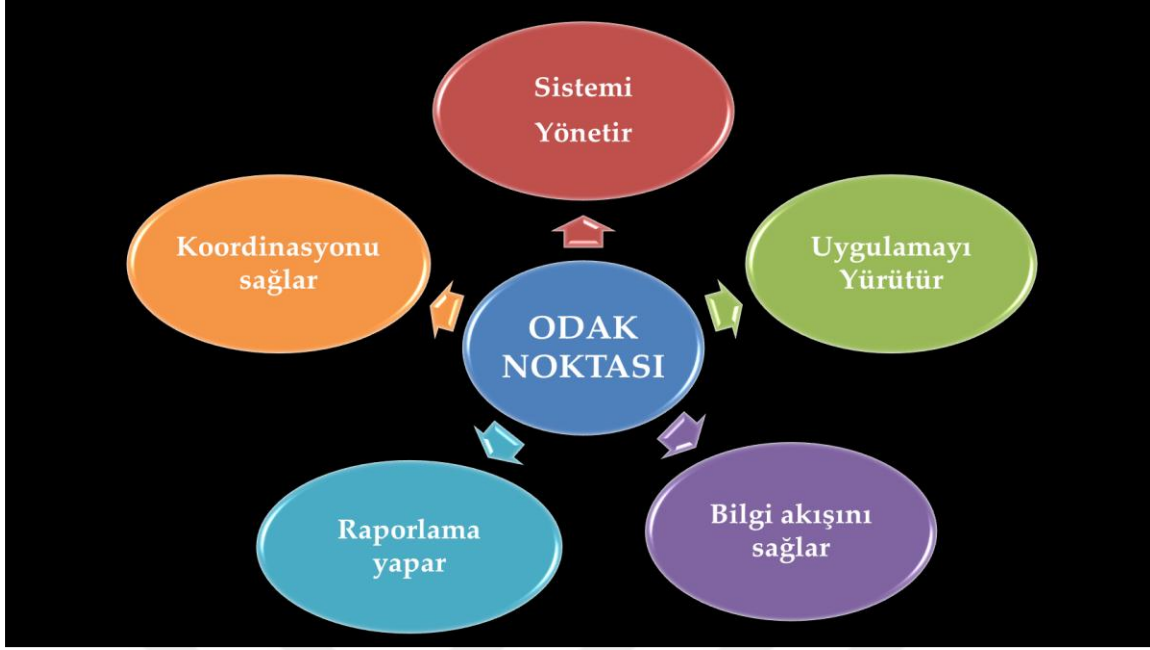 Sistemi
Yönetir
Koordinasyonu
sağlar
Uygulamayı
Yürütür
ODAK
NOKTASI
Raporlama
yapar
Bilgi akışını
sağlar